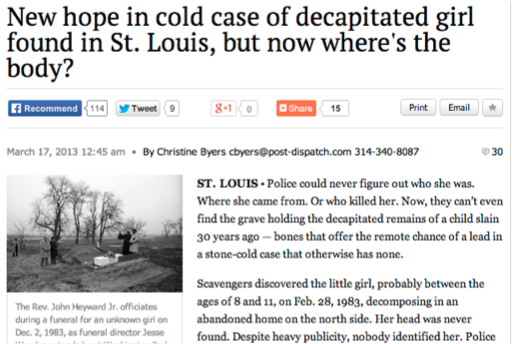 New hope in cold case of decapitated girl
found in St. Louis, but now where's the
body?
Recommend 114 Tweet 9 g+1 0 Share 15 Print Email
March 17, 2013 12:45 am • By Christine Byers cbyers@post-dispatch.com 314-340-8087 30
ST. LOUIS • Police could never figure out who she was.
Where she came from. Or who killed her. Now, they can't even
find the grave holding the decapitated remains of a child slain
30 years ago — bones that offer the remote chance of a lead in
a stone-cold case that otherwise has none.
Scavengers discovered the little girl, probably between the
ages of 8 and 11, on Feb. 28, 1983, decomposing in an
abandoned home on the north side. Her head was never
found. Despite heavy publicity, nobody identified her. Police
The Rev. John Heyward Jr. officiates
during a funeral for an unknown girl on
Dec. 2, 1983, as funeral director Jesse